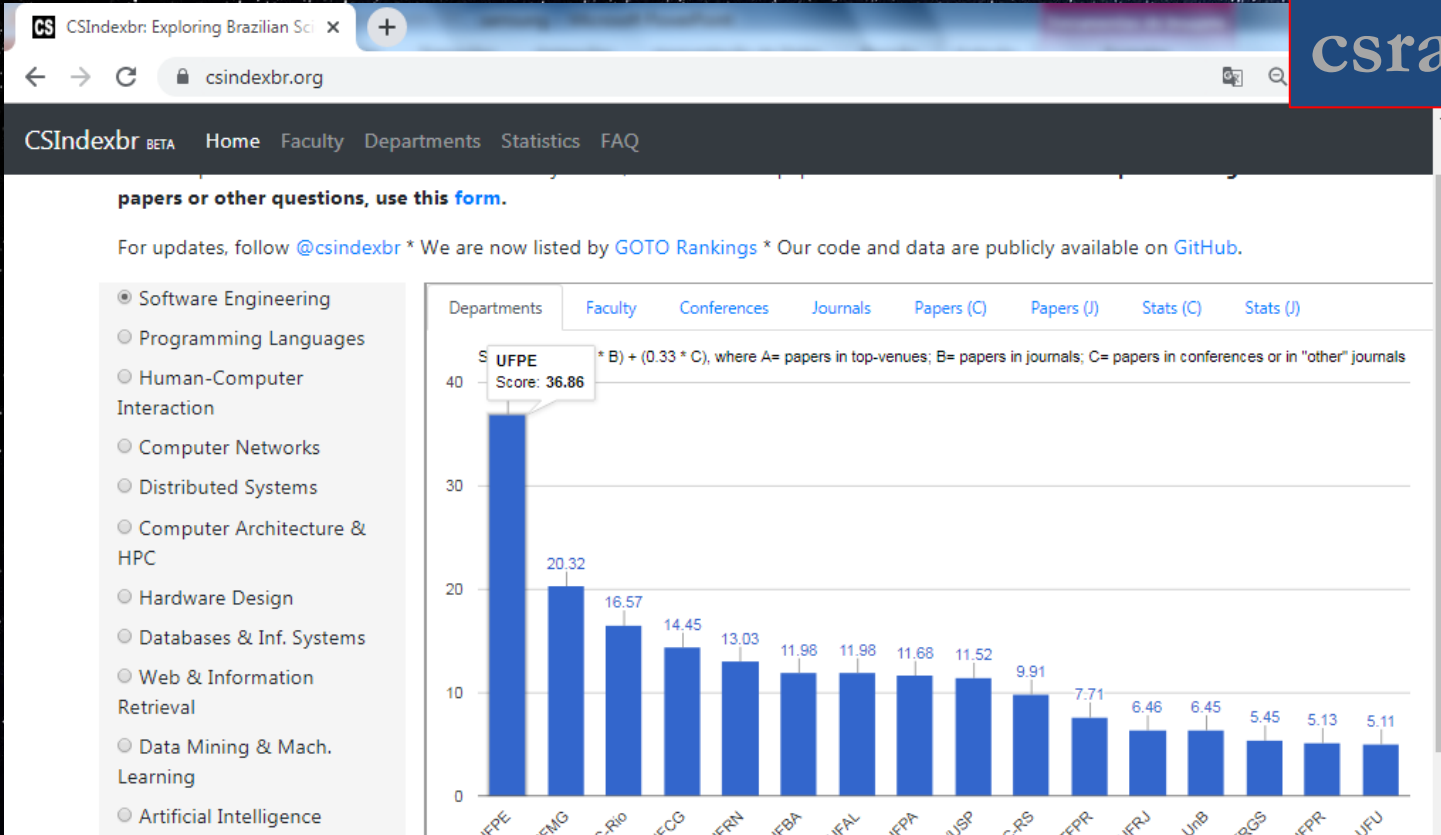 CS CSIndexbr: Exploring Brazilian Sci
csindexbr.org
csra
CSIndexbr BETA Home Faculty Departments Statistics FAQ
papers or other questions, use this form.
For updates, follow @csindexbr * We are now listed by GOTO Rankings * Our code and data are publicly available on GitHub.
Software Engineering
Programming Languages
Human-Computer
Interaction
Computer Networks
Distributed Systems
Computer Architecture &
HPC
Hardware Design
Databases & Inf. Systems
Web & Information
Retrieval
Data Mining & Mach.
Learning
Artificial Intelligence
Departments Faculty Conferences Journals Papers (C) Papers (J) Stats (C) Stats (J)
S * B) + (0.33 * C), where A= papers in top-venues; B= papers in journals; C= papers in conferences or in "other" journals
UFPE
Score: 36.86
40
30
20
10
0
20.32
16.57
14.45
13.03
11.98
11.98
11.68
11.52
9.91
7.71
6.46
6.45
5.45
5.13
5.11
UnB
UFU